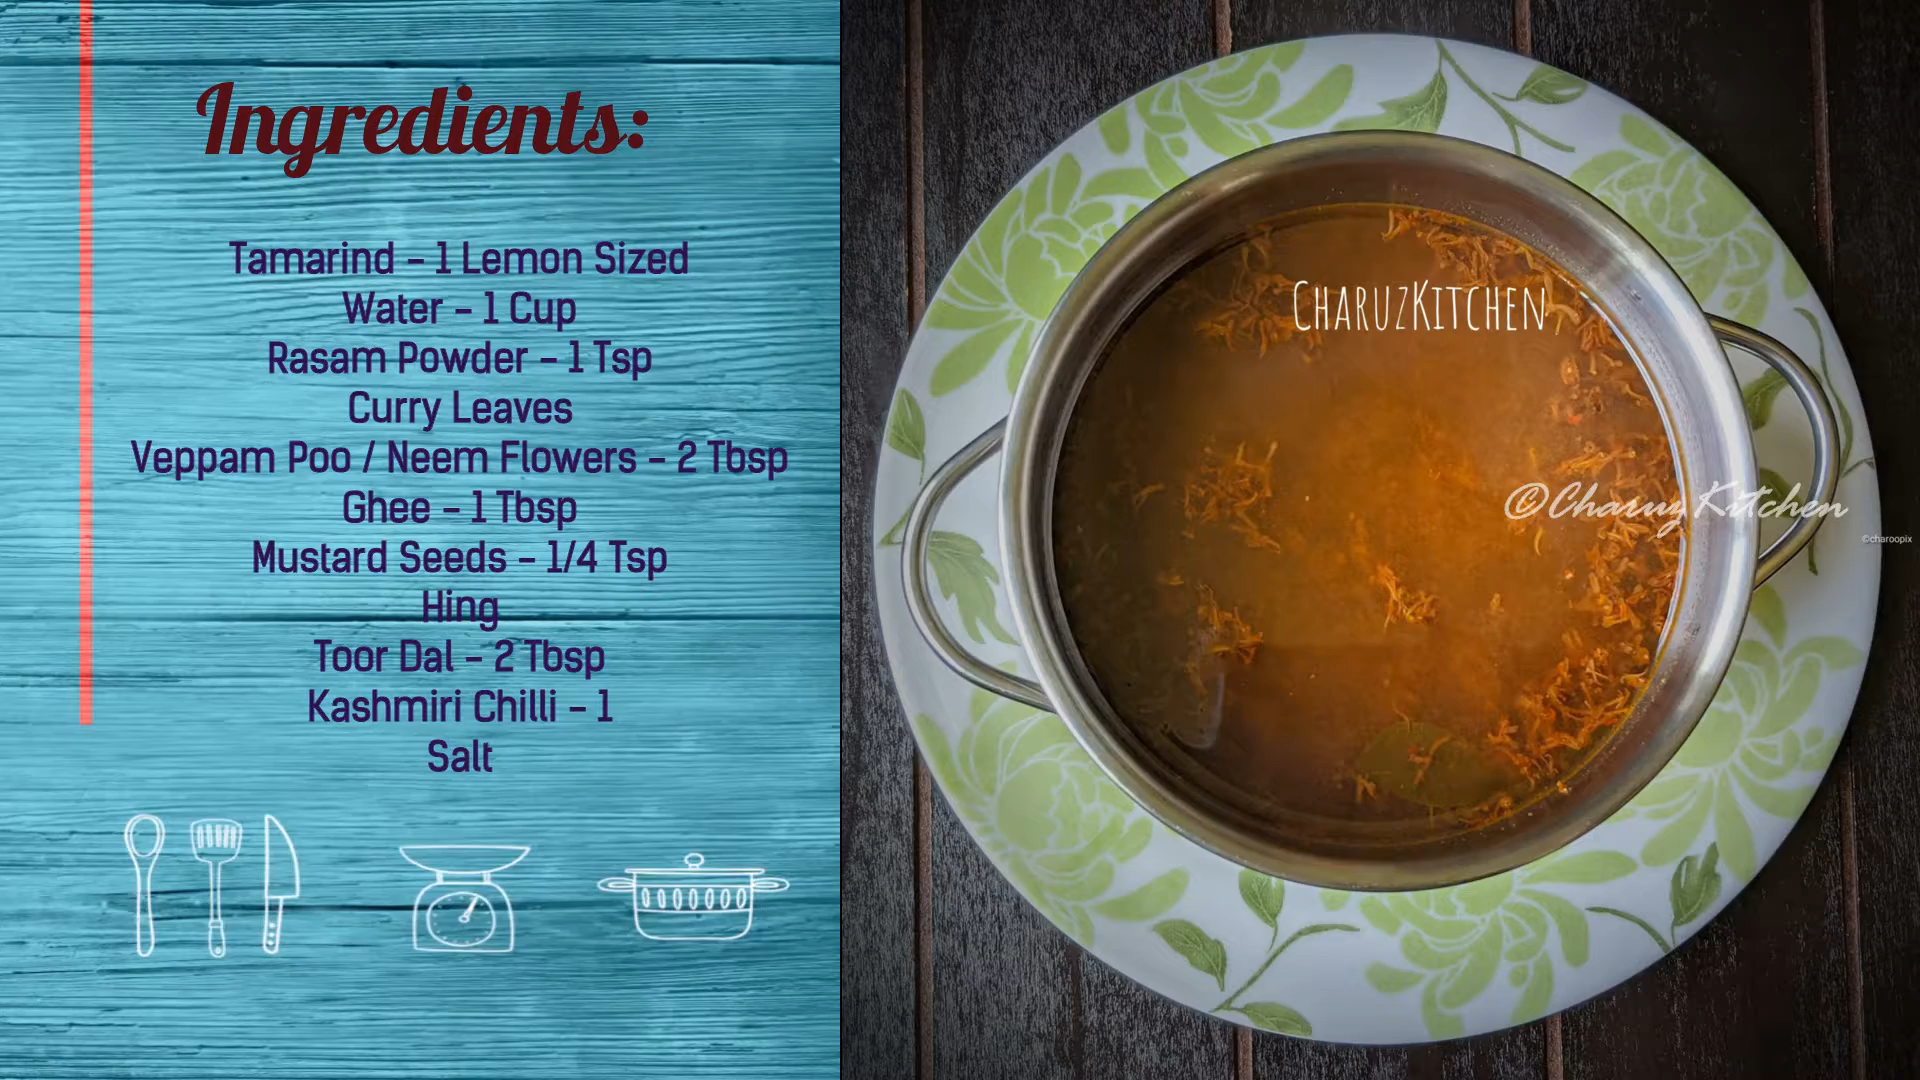 Ingredients:
Tamarind – 1 Lemon Sized
Water – 1 Cup
Rasam Powder – 1 Tsp
Curry Leaves
Veppam Poo / Neem Flowers – 2 Tbsp
Ghee – 1 Tbsp
Mustard Seeds – 1/4 Tsp
Hing
Toor Dal – 2 Tbsp
Kashmiri Chilli – 1
Salt
CharuzKitchen
©Charuz Kitchen
©charoopix